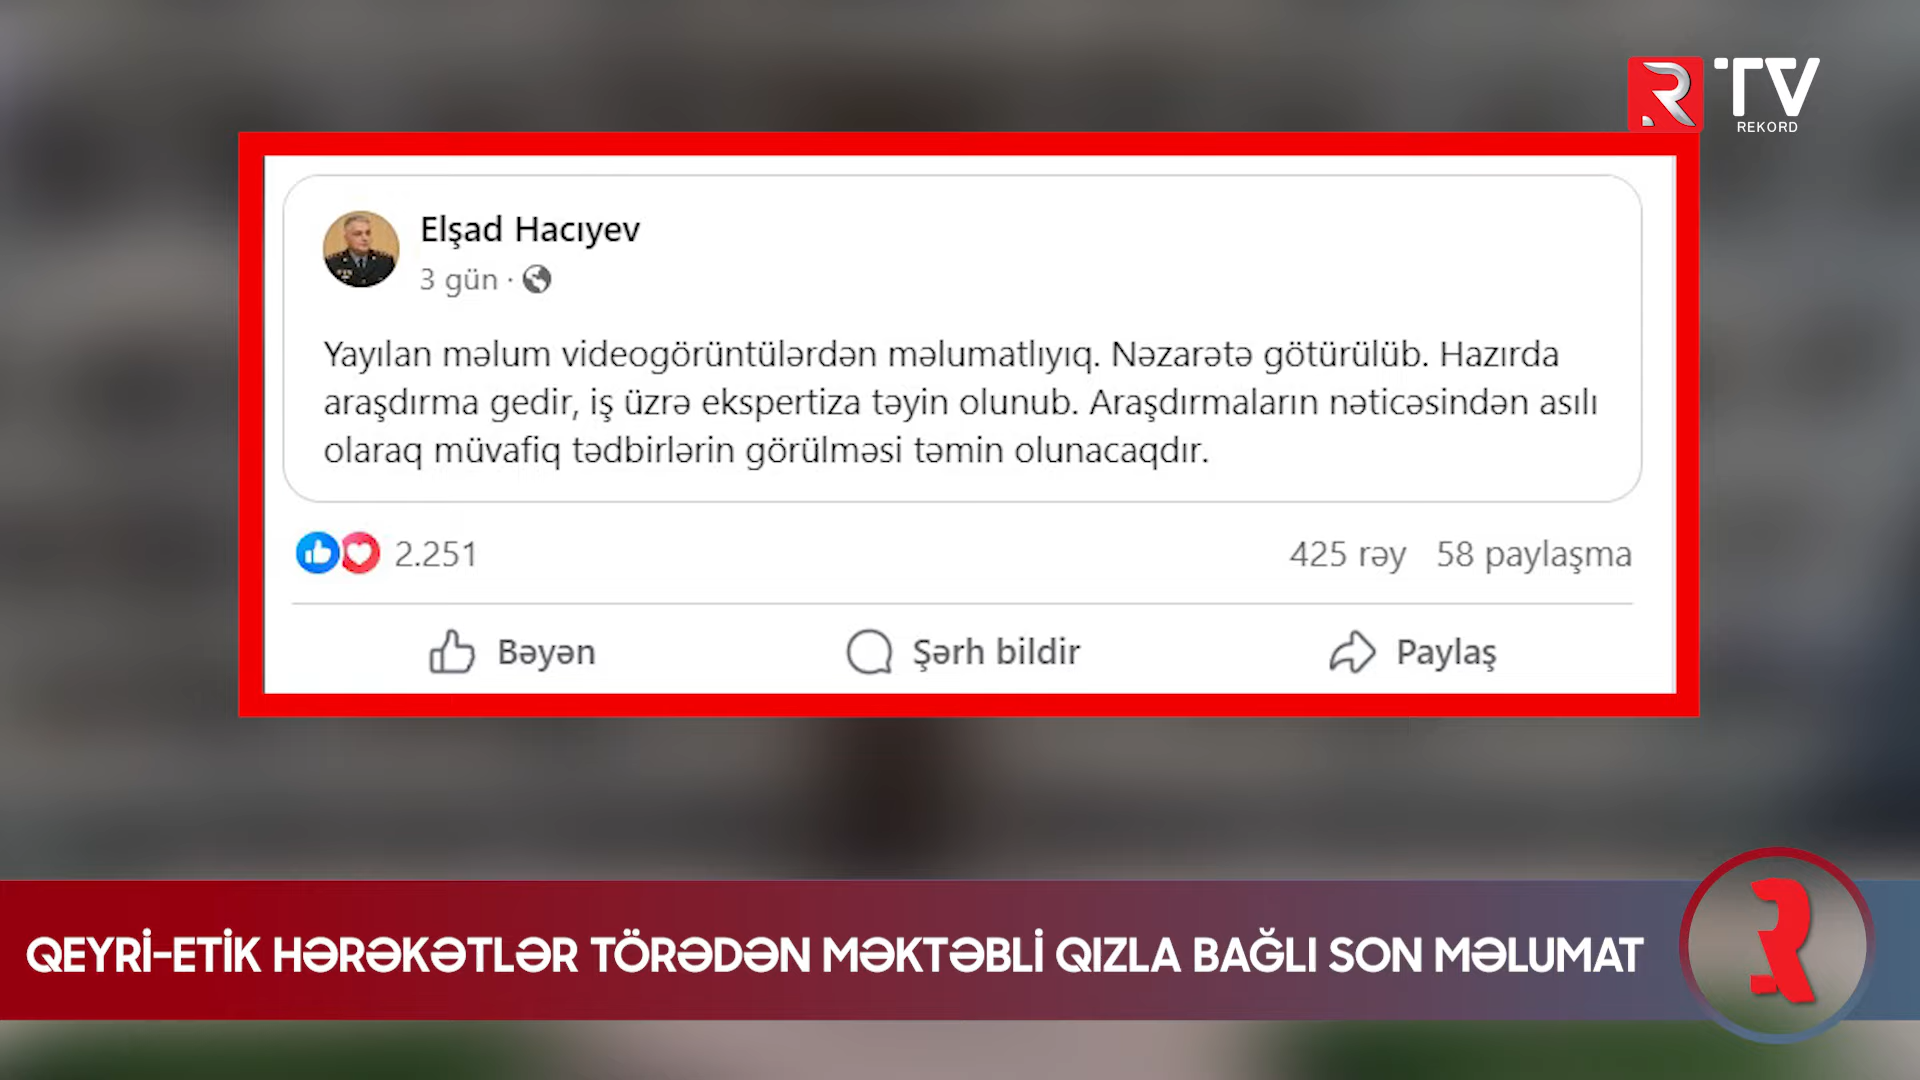 R TV
REKORD
Elşad Hacıyev
3 gün ·
Yayılan məlum videogörüntülərdən məlumatlıyıq. Nəzarətə götürülüb. Hazırda
araşdırma gedir, iş üzrə ekspertiza təyin olunub. Araşdırmaların nəticəsindən asılı
olaraq müvafiq tədbirlərin görülməsi təmin olunacaqdır.
2.251
425 rəy 58 paylaşma
Bəyən Şərh bildir Paylaş
QEYRİ-ETİK HƏRƏKƏTLƏR TÖRƏDƏN MƏKTƏBLİ QIZLA BAĞLI SON MƏLUMAT
R